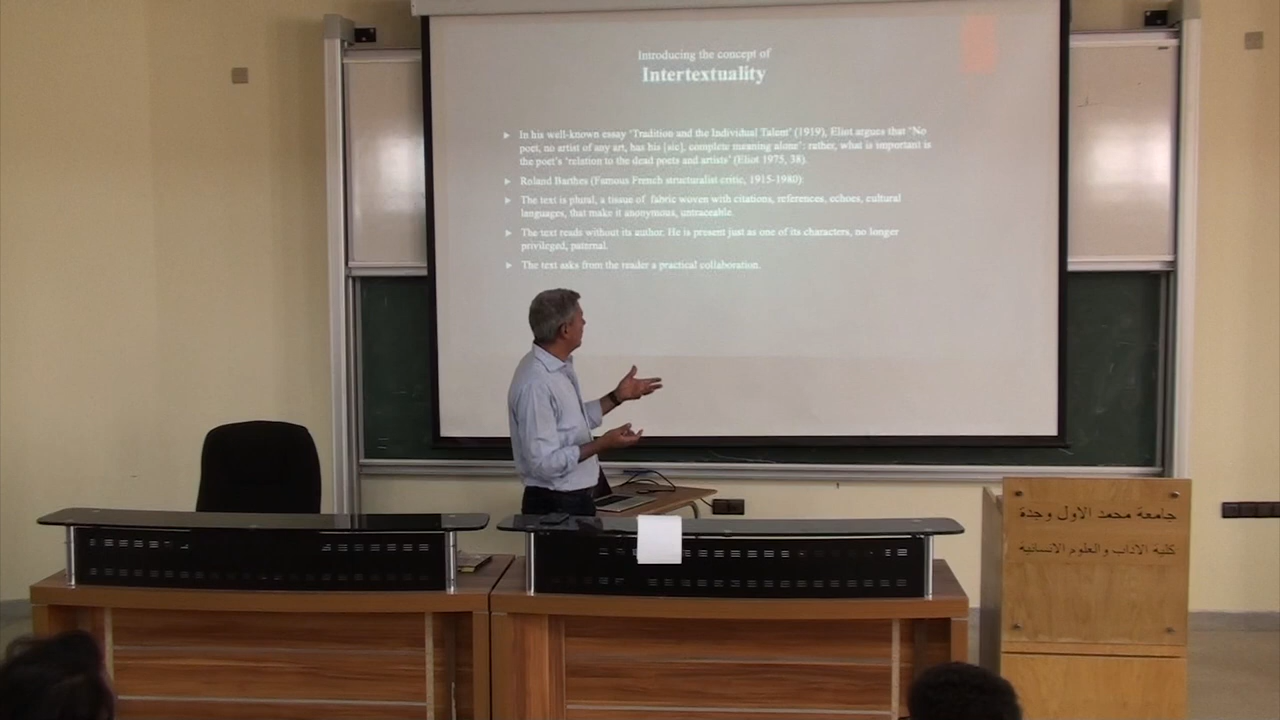 Introducing the concept of
Intertextuality
➤ In his well-known essay 'Tradition and the Individual Talent' (1919), Eliot argues that 'No
poet, no artist of any art, has his [sic], complete meaning alone': rather, what is important is
the poet's 'relation to the dead poets and artists' (Eliot 1975, 38).
➤ Roland Barthes (Famous French structuralist critic, 1915-1980):
➤ The text is plural, a tissue of fabric woven with citations, references, echoes, cultural
languages, that make it anonymous, untraceable.
➤ The text reads without its author. He is present just as one of its characters, no longer
privileged, paternal.
➤ The text asks from the reader a practical collaboration.
جامعة محمد الاول وجدة
كلية الاداب والعلوم الانسانية